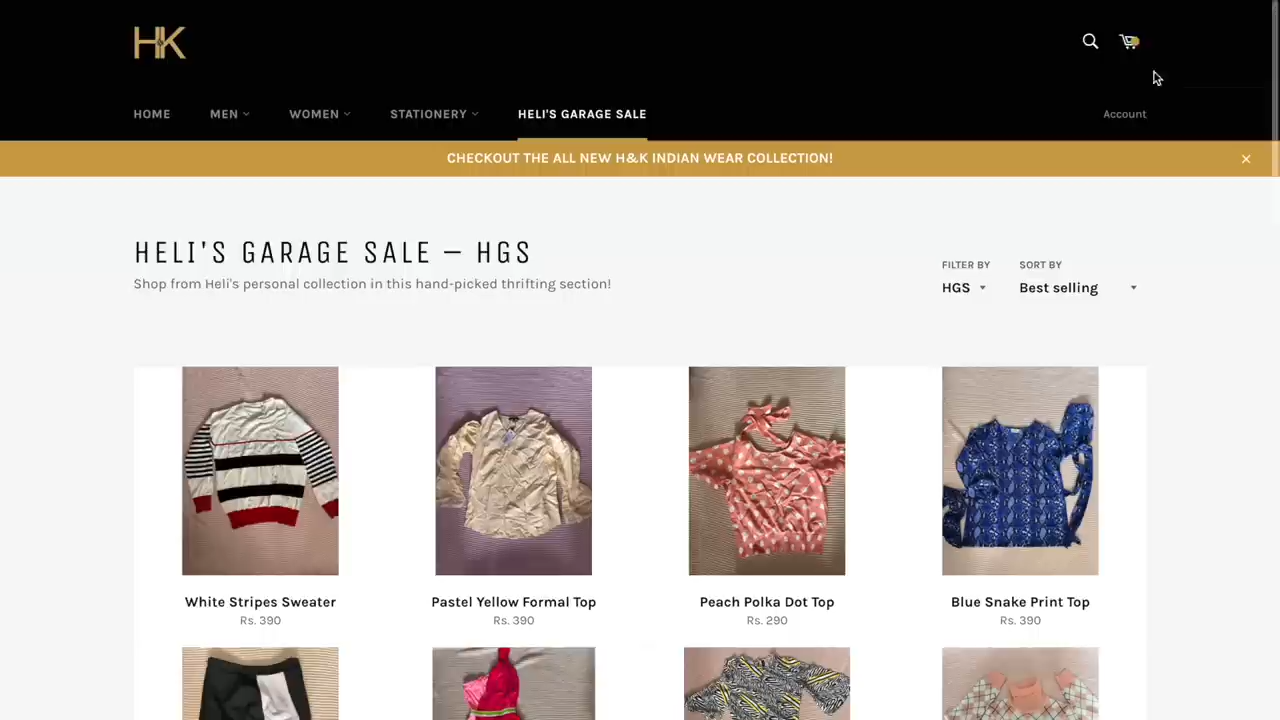 H&K
HOME MEN WOMEN STATIONERY HELI'S GARAGE SALE Account
CHECKOUT THE ALL NEW H&K INDIAN WEAR COLLECTION!
HELI'S GARAGE SALE – HGS
Shop from Heli's personal collection in this hand-picked thrifting section!
FILTER BY SORT BY
HGS Best selling
White Stripes Sweater Pastel Yellow Formal Top Peach Polka Dot Top Blue Snake Print Top
Rs. 390 Rs. 390 Rs. 290 Rs. 390